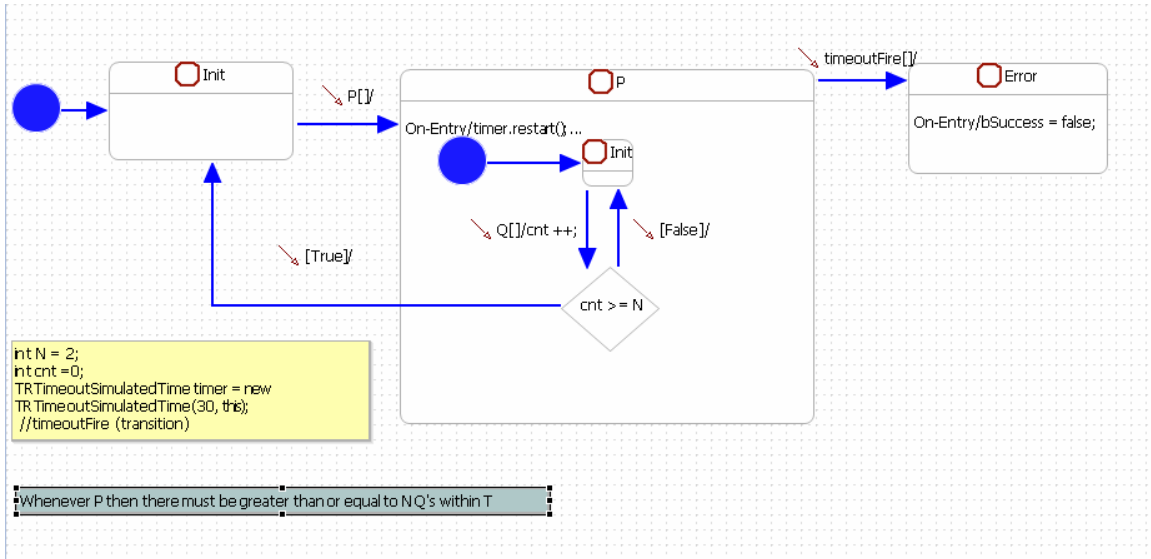 timeoutFire[]/
Init
P[]/
P
Error
On-Entry/timer.restart(); ...
On-Entry/bSuccess = false;
Init
Q[]/cnt ++;
[False]/
[True]/
cnt >= N
int N = 2;
int cnt =0;
TRTimeoutSimulatedTime timer = new
TRTimeoutSimulatedTime(30, this);
//timeoutFire (transition)
Whenever P then there must be greater than or equal to N Q's within T